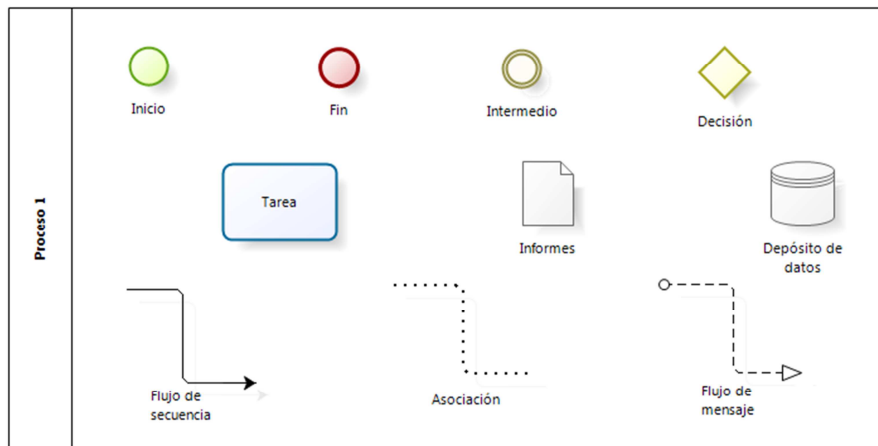 Proceso 1
Inicio
Fin
Intermedio
Decisión
Tarea
Informes
Depósito de
datos
Flujo de
secuencia
Asociación
Flujo de
mensaje